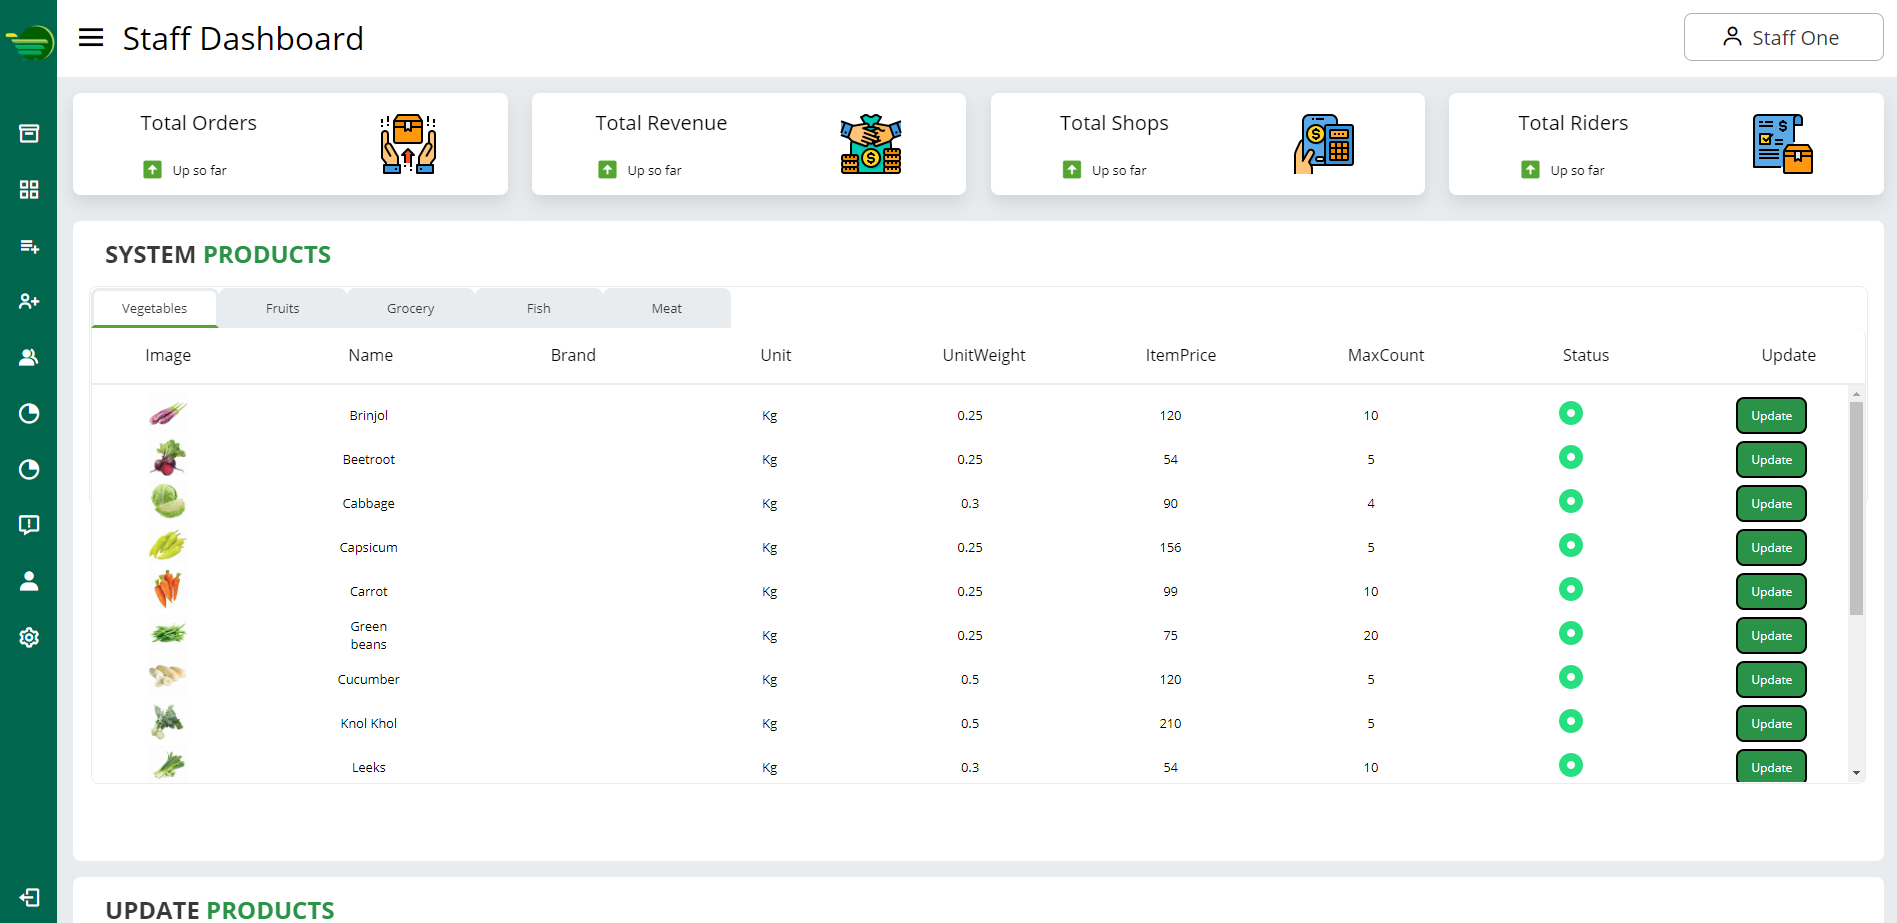 Staff Dashboard
Staff One
Total Orders
Up so far
Total Revenue
Up so far
Total Shops
Up so far
Total Riders
Up so far
SYSTEM PRODUCTS
Vegetables Fruits Grocery Fish Meat
Image Name Brand Unit UnitWeight ItemPrice MaxCount Status Update
Brinjol Kg 0.25 120 10 Update
Beetroot Kg 0.25 54 5 Update
Cabbage Kg 0.3 90 4 Update
Capsicum Kg 0.25 156 5 Update
Carrot Kg 0.25 99 10 Update
Green
beans Kg 0.25 75 20 Update
Cucumber Kg 0.5 120 5 Update
Knol Khol Kg 0.5 210 5 Update
Leeks Kg 0.3 54 10 Update
UPDATE PRODUCTS